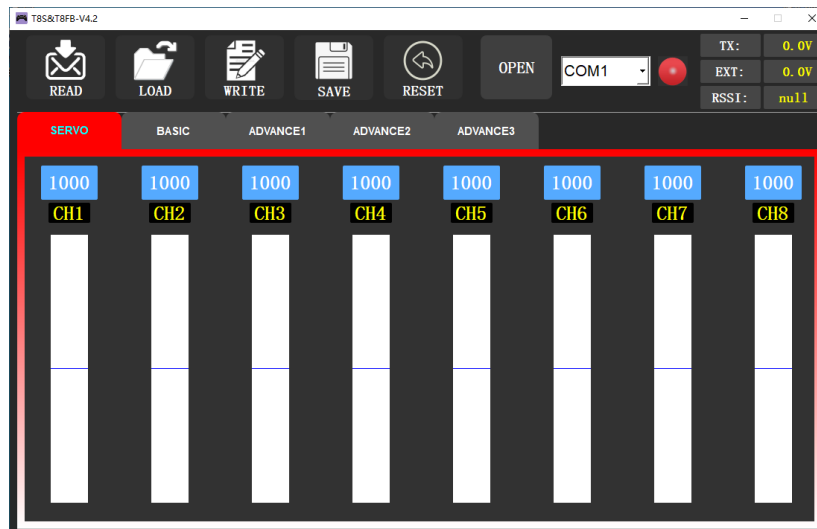 T8S&T8FB-V4.2
READ LOAD WRITE SAVE RESET OPEN COM1
TX: 0.0V
EXT: 0.0V
RSSI: null
SERVO BASIC ADVANCE1 ADVANCE2 ADVANCE3
1000 1000 1000 1000 1000 1000 1000 1000
CH1 CH2 CH3 CH4 CH5 CH6 CH7 CH8